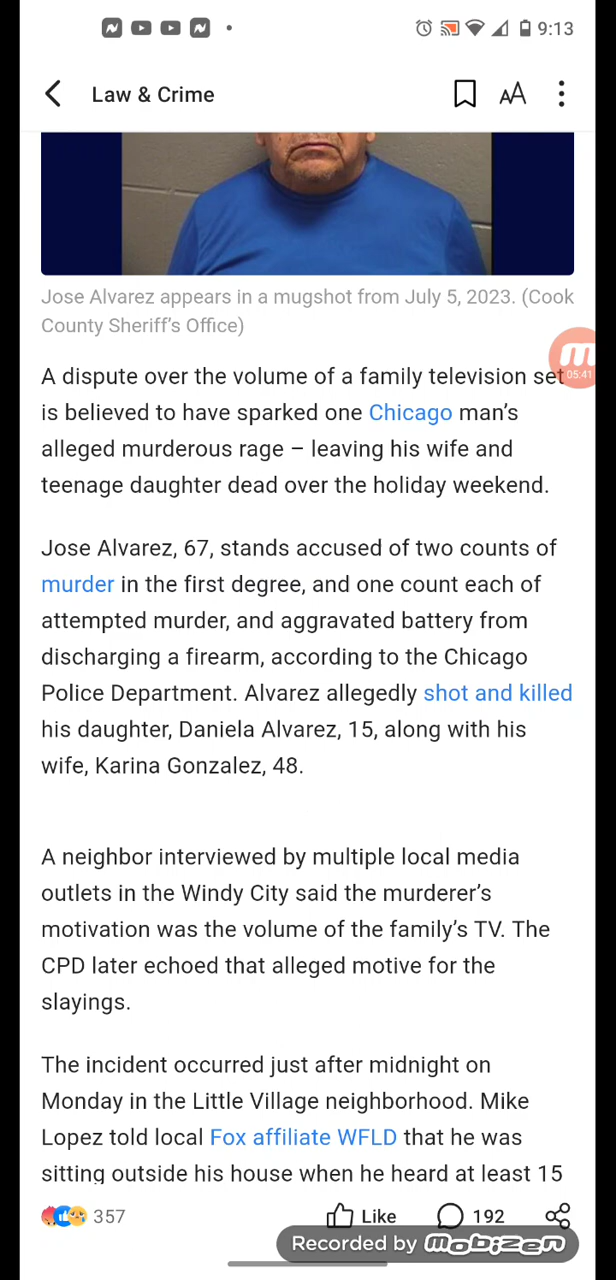 9:13
Law & Crime
AA
Jose Alvarez appears in a mugshot from July 5, 2023. (Cook
County Sheriff's Office)
05:41
A dispute over the volume of a family television set
is believed to have sparked one Chicago man's
alleged murderous rage – leaving his wife and
teenage daughter dead over the holiday weekend.
Jose Alvarez, 67, stands accused of two counts of
murder in the first degree, and one count each of
attempted murder, and aggravated battery from
discharging a firearm, according to the Chicago
Police Department. Alvarez allegedly shot and killed
his daughter, Daniela Alvarez, 15, along with his
wife, Karina Gonzalez, 48.
A neighbor interviewed by multiple local media
outlets in the Windy City said the murderer's
motivation was the volume of the family's TV. The
CPD later echoed that alleged motive for the
slayings.
The incident occurred just after midnight on
Monday in the Little Village neighborhood. Mike
Lopez told local Fox affiliate WFLD that he was
sitting outside his house when he heard at least 15
357 Like 192
Recorded by mobizen